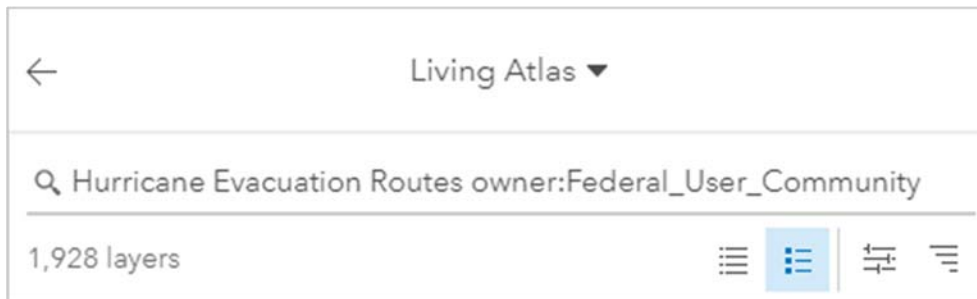 Living Atlas
Hurricane Evacuation Routes owner:Federal_User_Community
1,928 layers